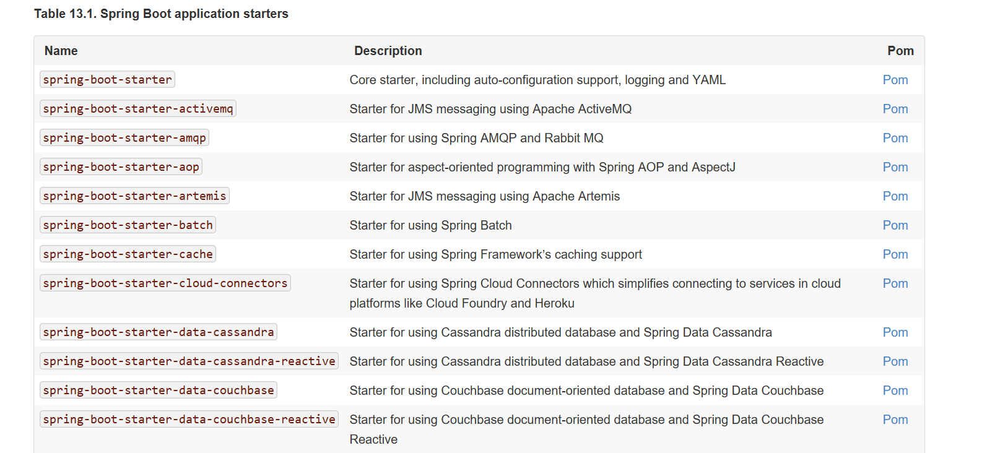 Table 13.1. Spring Boot application starters
Name Description Pom
spring-boot-starter Core starter, including auto-configuration support, logging and YAML Pom
spring-boot-starter-activemq Starter for JMS messaging using Apache ActiveMQ Pom
spring-boot-starter-amqp Starter for using Spring AMQP and Rabbit MQ Pom
spring-boot-starter-aop Starter for aspect-oriented programming with Spring AOP and AspectJ Pom
spring-boot-starter-artemis Starter for JMS messaging using Apache Artemis Pom
spring-boot-starter-batch Starter for using Spring Batch Pom
spring-boot-starter-cache Starter for using Spring Framework’s caching support Pom
spring-boot-starter-cloud-connectors Starter for using Spring Cloud Connectors which simplifies connecting to services in cloud Pom
platforms like Cloud Foundry and Heroku
spring-boot-starter-data-cassandra Starter for using Cassandra distributed database and Spring Data Cassandra Pom
spring-boot-starter-data-cassandra-reactive Starter for using Cassandra distributed database and Spring Data Cassandra Reactive Pom
spring-boot-starter-data-couchbase Starter for using Couchbase document-oriented database and Spring Data Couchbase Pom
spring-boot-starter-data-couchbase-reactive Starter for using Couchbase document-oriented database and Spring Data Couchbase Pom
Reactive